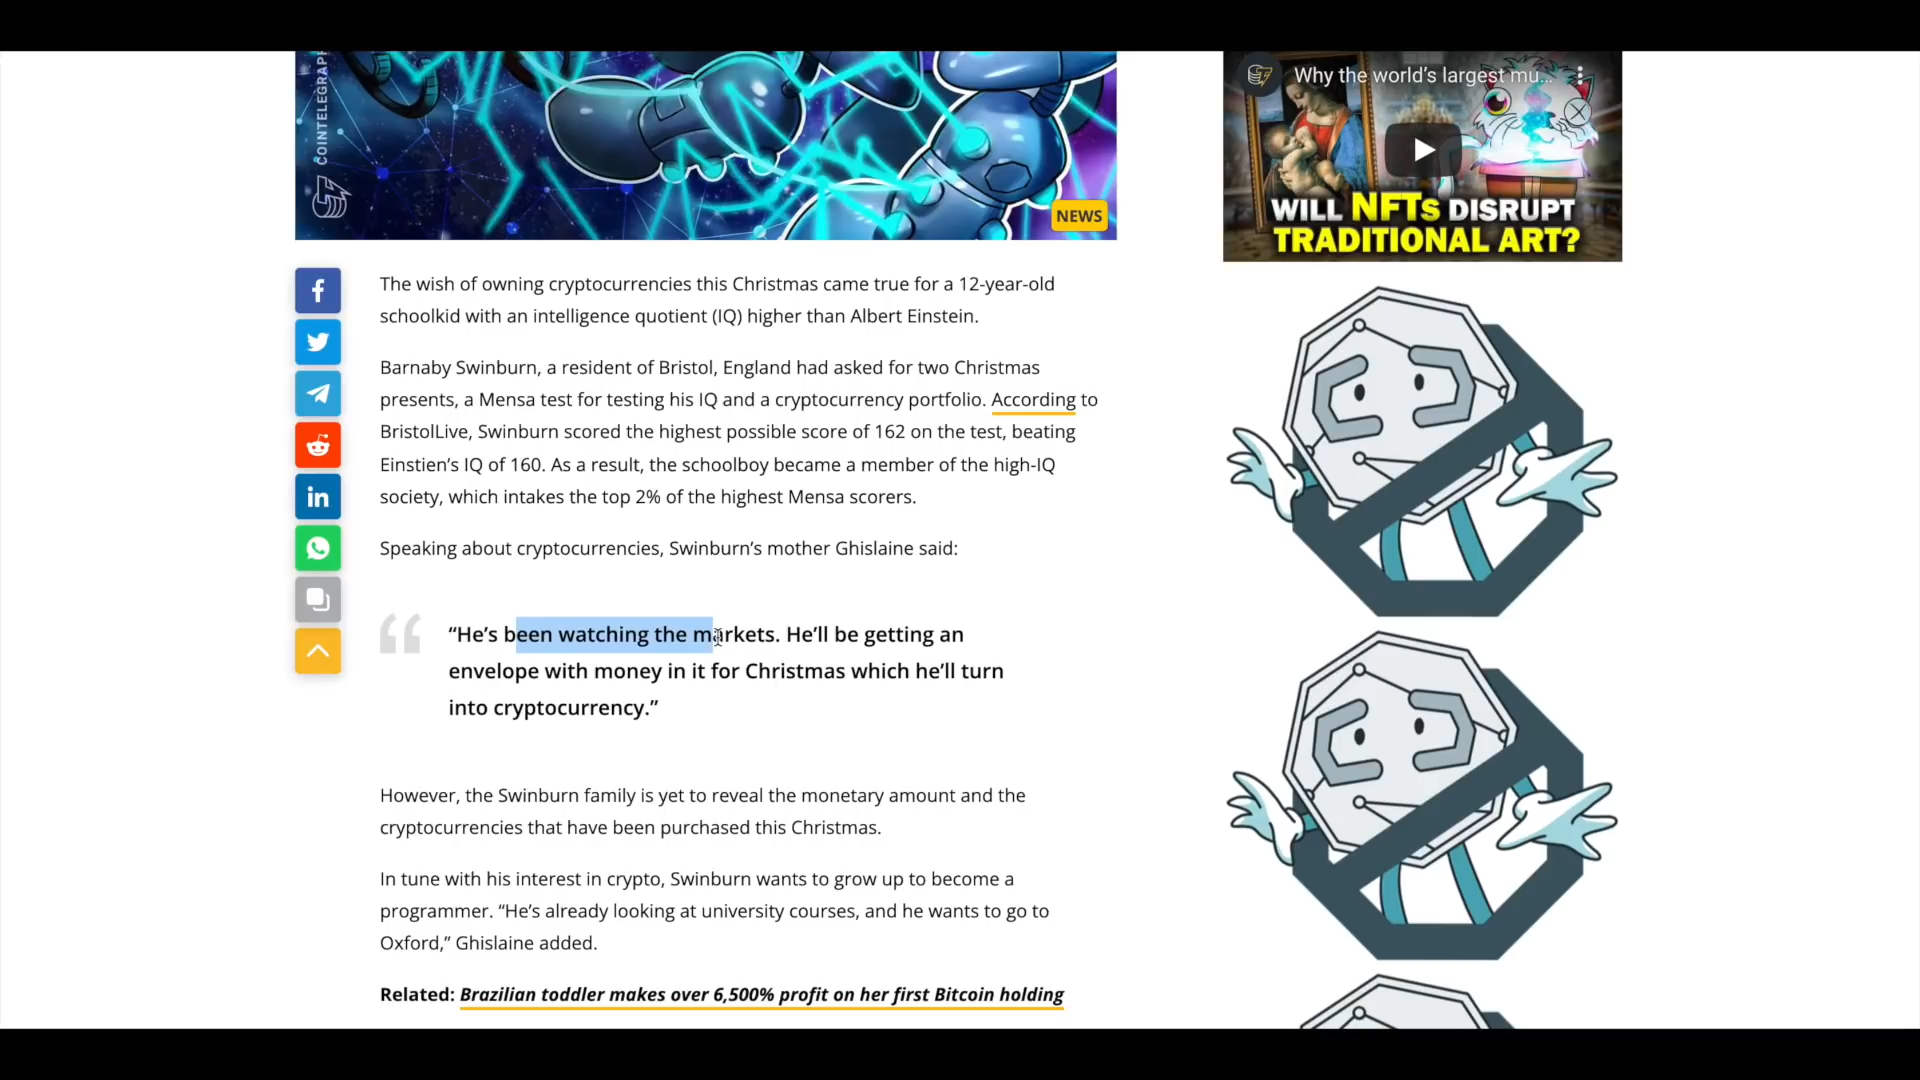 COINTELEGRAPH
NEWS
Why the world’s largest mu...
WILL NFTs DISRUPT
TRADITIONAL ART?
The wish of owning cryptocurrencies this Christmas came true for a 12-year-old
schoolkid with an intelligence quotient (IQ) higher than Albert Einstein.
Barnaby Swinburn, a resident of Bristol, England had asked for two Christmas
presents, a Mensa test for testing his IQ and a cryptocurrency portfolio. According to
BristolLive, Swinburn scored the highest possible score of 162 on the test, beating
Einstien’s IQ of 160. As a result, the schoolboy became a member of the high-IQ
society, which intakes the top 2% of the highest Mensa scorers.
Speaking about cryptocurrencies, Swinburn’s mother Ghislaine said:
“He’s been watching the markets. He’ll be getting an
envelope with money in it for Christmas which he’ll turn
into cryptocurrency.”
However, the Swinburn family is yet to reveal the monetary amount and the
cryptocurrencies that have been purchased this Christmas.
In tune with his interest in crypto, Swinburn wants to grow up to become a
programmer. “He’s already looking at university courses, and he wants to go to
Oxford,” Ghislaine added.
Related: Brazilian toddler makes over 6,500% profit on her first Bitcoin holding